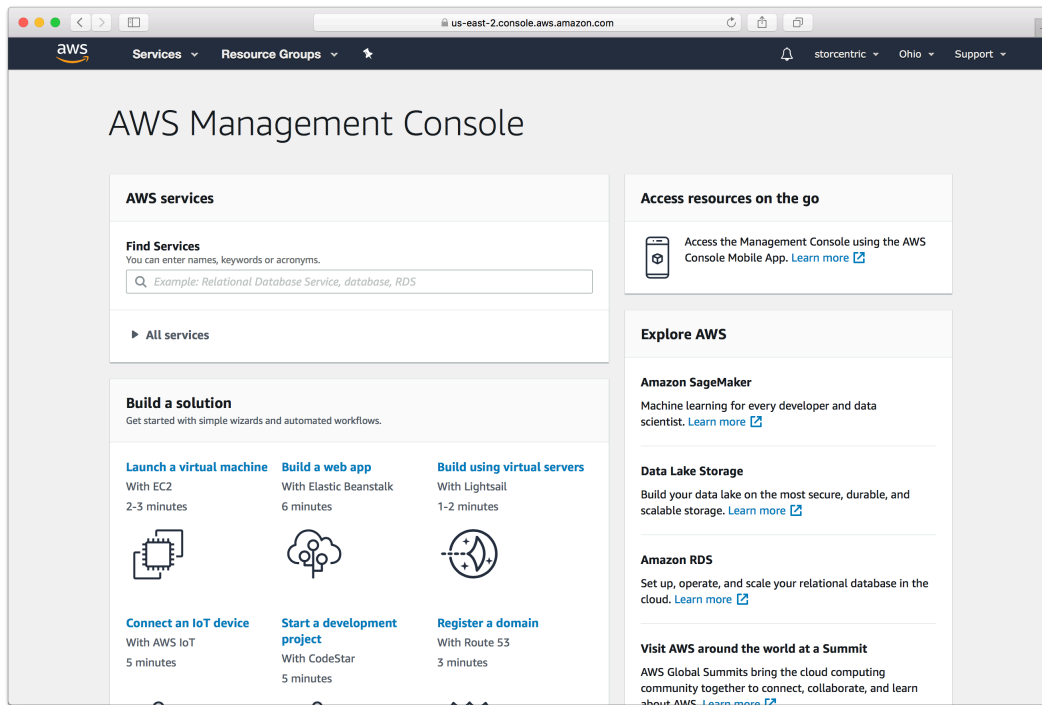 us-east-2.console.aws.amazon.com
aws
Services
Resource Groups
storcentric
Ohio
Support
AWS Management Console
AWS services
Find Services
You can enter names, keywords or acronyms.
Example: Relational Database Service, database, RDS
All services
Build a solution
Get started with simple wizards and automated workflows.
Launch a virtual machine
With EC2
2-3 minutes
Build a web app
With Elastic Beanstalk
6 minutes
Build using virtual servers
With Lightsail
1-2 minutes
Connect an IoT device
With AWS IoT
5 minutes
Start a development
project
With CodeStar
5 minutes
Register a domain
With Route 53
3 minutes
Access resources on the go
Access the Management Console using the AWS
Console Mobile App. Learn more
Explore AWS
Amazon SageMaker
Machine learning for every developer and data
scientist. Learn more
Data Lake Storage
Build your data lake on the most secure, durable, and
scalable storage. Learn more
Amazon RDS
Set up, operate, and scale your relational database in the
cloud. Learn more
Visit AWS around the world at a Summit
AWS Global Summits bring the cloud computing
community together to connect, collaborate, and learn
about AWS. Learn more